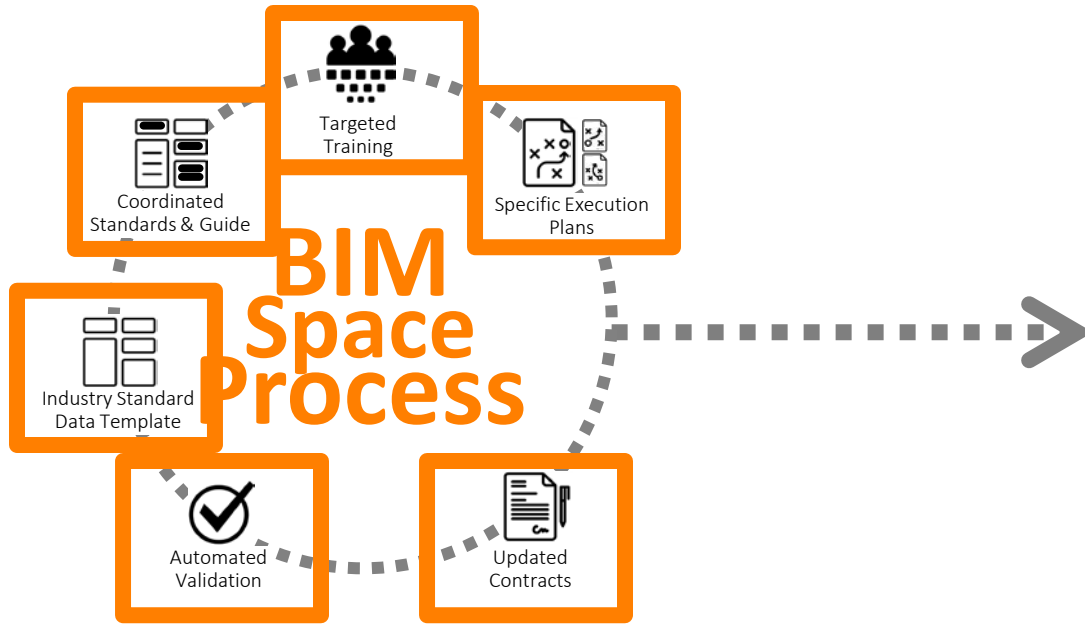 Targeted
Training
Coordinated
Standards & Guide
Specific Execution
Plans
BIM
Space
Process
Industry Standard
Data Template
Automated
Validation
Updated
Contracts